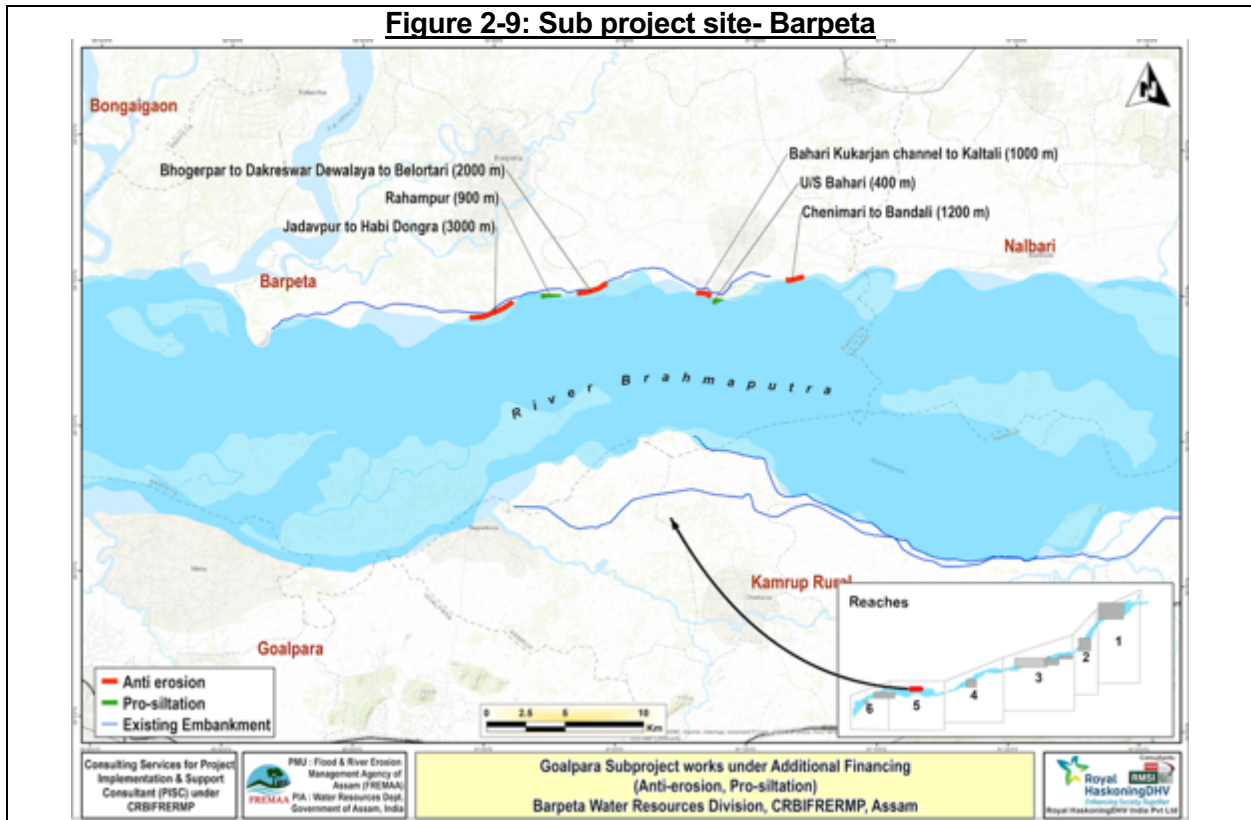 Figure 2-9: Sub project site- Barpeta
Bongaigaon
Barpeta
Bhogerpar to Dakreswar Dewalaya to Belortari (2000 m)
Rahampur (900 m)
Jadavpur to Habi Dongra (3000 m)
Bahari Kukarjan channel to Kaltali (1000 m)
U/S Bahari (400 m)
Chenimari to Bandali (1200 m)
N
Nalbari
Barpeta
River Brahmaputra
Kamrup Rural
Goalpara
Reaches
1
2
3
4
5
6
Anti erosion
Pro-siltation
Existing Embankment
0 2.5 5 10
Km
Consulting Services for Project
Implementation & Support
Consultant (PISC) under
CRBIFRERMP
FREMAA
PMU : Flood & River Erosion
Management Agency of
Assam (FREMAA)
PIA : Water Resources Dept.
Government of Assam, India
Goalpara Subproject works under Additional Financing
(Anti-erosion, Pro-siltation)
Barpeta Water Resources Division, CRBIFRERMP, Assam
Consultants:
Royal
HaskoningDHV
Enhancing Society Together
RMSI
Royal HaskoningDHV India Pvt Ltd